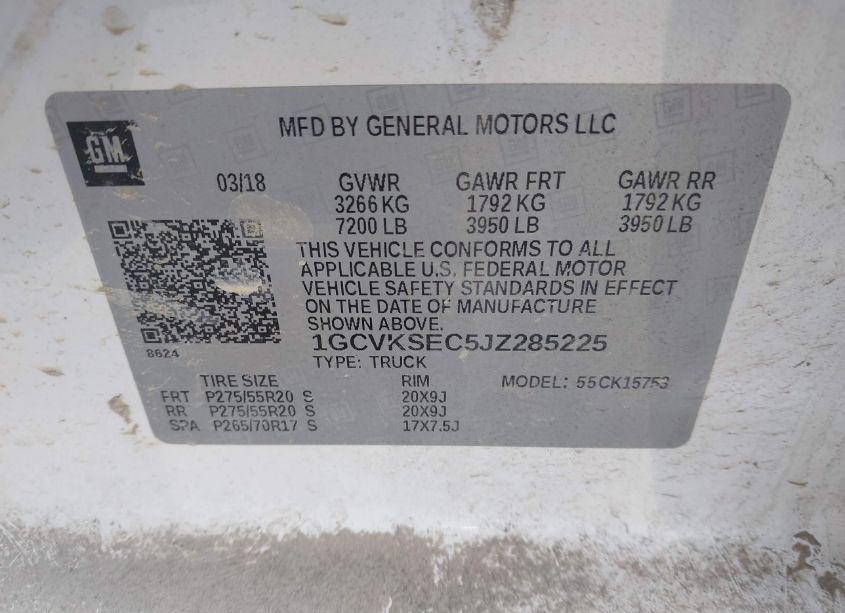 MFD BY GENERAL MOTORS LLC
GM
03/18 GVWR GAWR FRT GAWR RR
3266 KG 1792 KG 1792 KG
7200 LB 3950 LB 3950 LB
THIS VEHICLE CONFORMS TO ALL
APPLICABLE U.S. FEDERAL MOTOR
VEHICLE SAFETY STANDARDS IN EFFECT
ON THE DATE OF MANUFACTURE
SHOWN ABOVE.
1GCVKSEC5JZ285225
8624
TYPE: TRUCK
TIRE SIZE RIM MODEL: 55CK15753
FRT P275/55R20 S 20X9J
RR P275/55R20 S 20X9J
SPA P265/70R17 S 17X7.5J